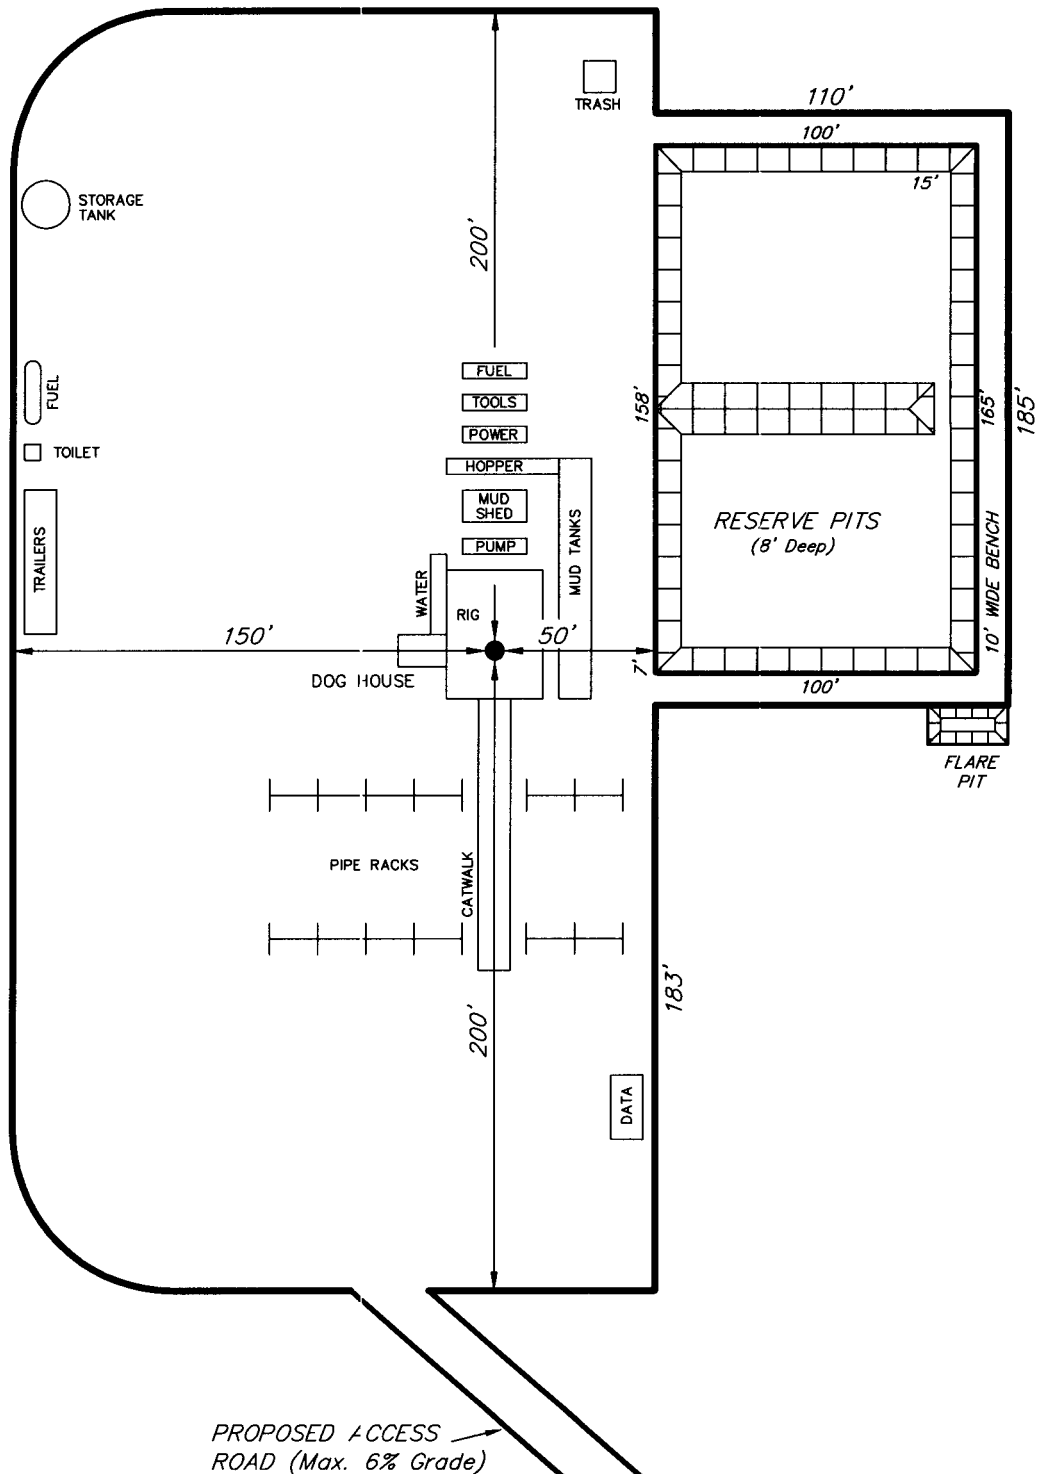 TRASH
110'
100'
15'
STORAGE
TANK
200'
FUEL
TOILET
TRAILERS
FUEL
TOOLS
POWER
HOPPER
MUD
SHED
PUMP
MUD TANKS
WATER
RIG
150'
50'
DOG HOUSE
158'
165'
185'
RESERVE PITS
(8' Deep)
10' WIDE BENCH
7'
100'
FLARE
PIT
PIPE RACKS
CATWALK
200'
183'
DATA
PROPOSED ACCESS
ROAD (Max. 6% Grade)